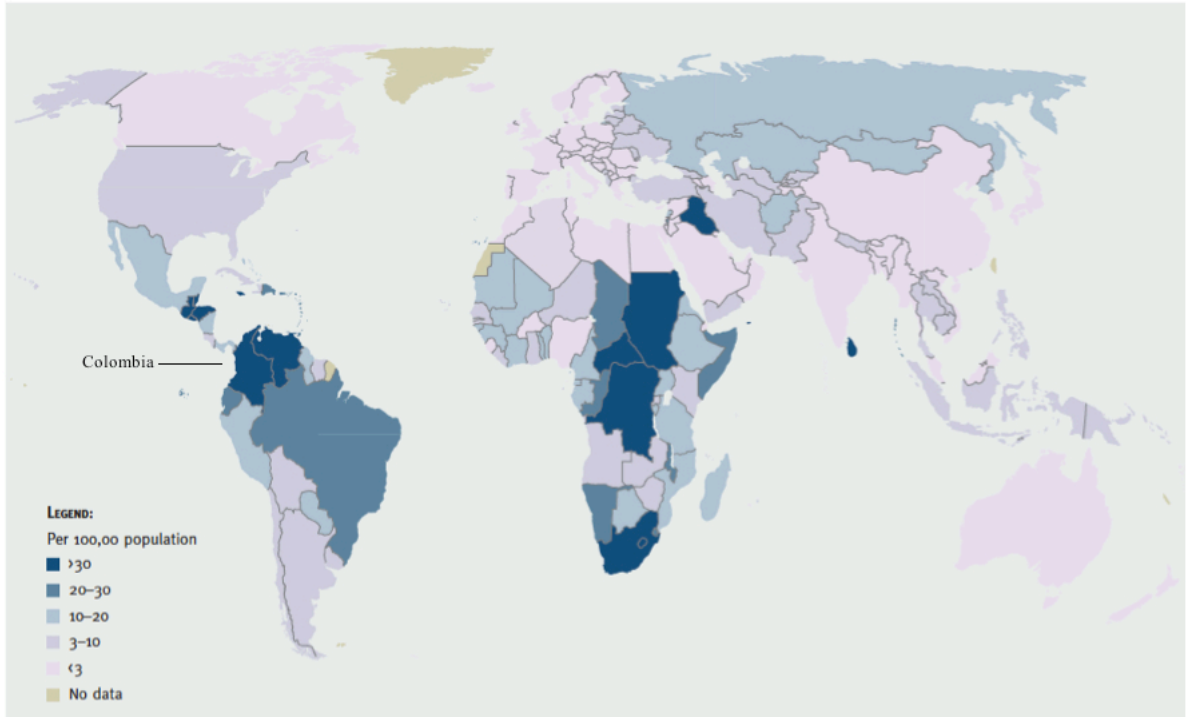 Colombia
LEGEND:
Per 100,00 population
>30
20–30
10–20
3–10
<3
No data